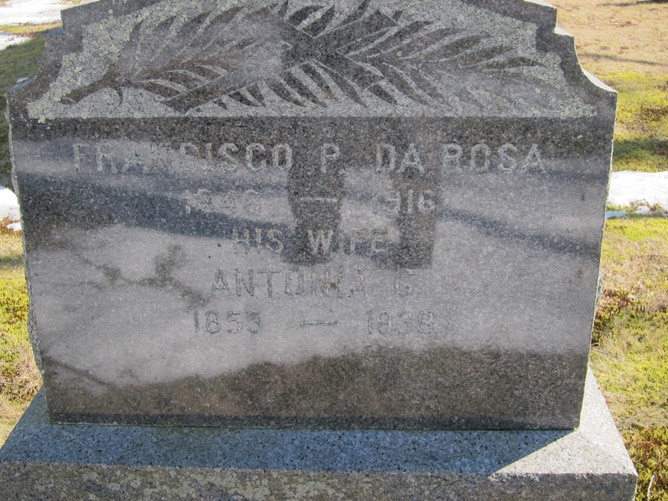 FRANCISCO P. DA ROSA
1846 — 1916
HIS WIFE
ANTONIA C.
1853 — 1938